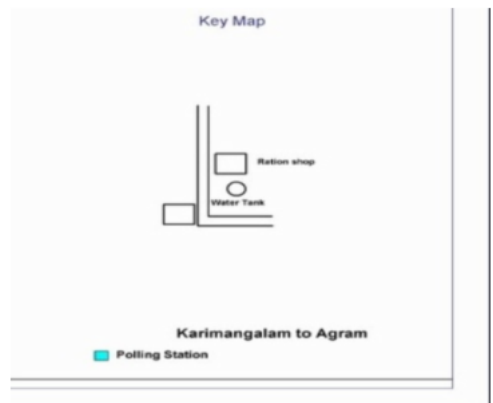 Key Map
Ration shop
Water Tank
Karimangalam to Agram
Polling Station